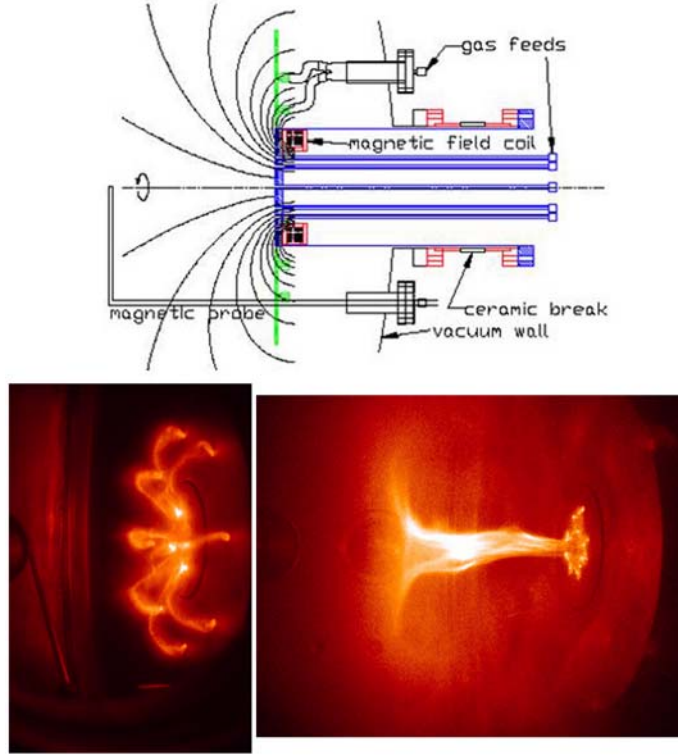 gas feeds
magnetic field coil
magnetic probe
ceramic break
vacuum wall